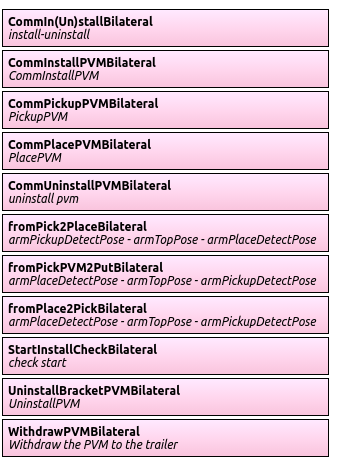 CommIn(Un)stallBilateral
install-uninstall
CommInstallPVMBilateral
CommInstallPVM
CommPickupPVMBilateral
PickupPVM
CommPlacePVMBilateral
PlacePVM
CommUninstallPVMBilateral
uninstall pvm
fromPick2PlaceBilateral
armPickupDetectPose - armTopPose - armPlaceDetectPose
fromPickPVM2PutBilateral
armPlaceDetectPose - armTopPose - armPickupDetectPose
fromPlace2PickBilateral
armPlaceDetectPose - armTopPose - armPickupDetectPose
StartInstallCheckBilateral
check start
UninstallBracketPVMBilateral
UninstallPVM
WithdrawPVMBilateral
Withdraw the PVM to the trailer